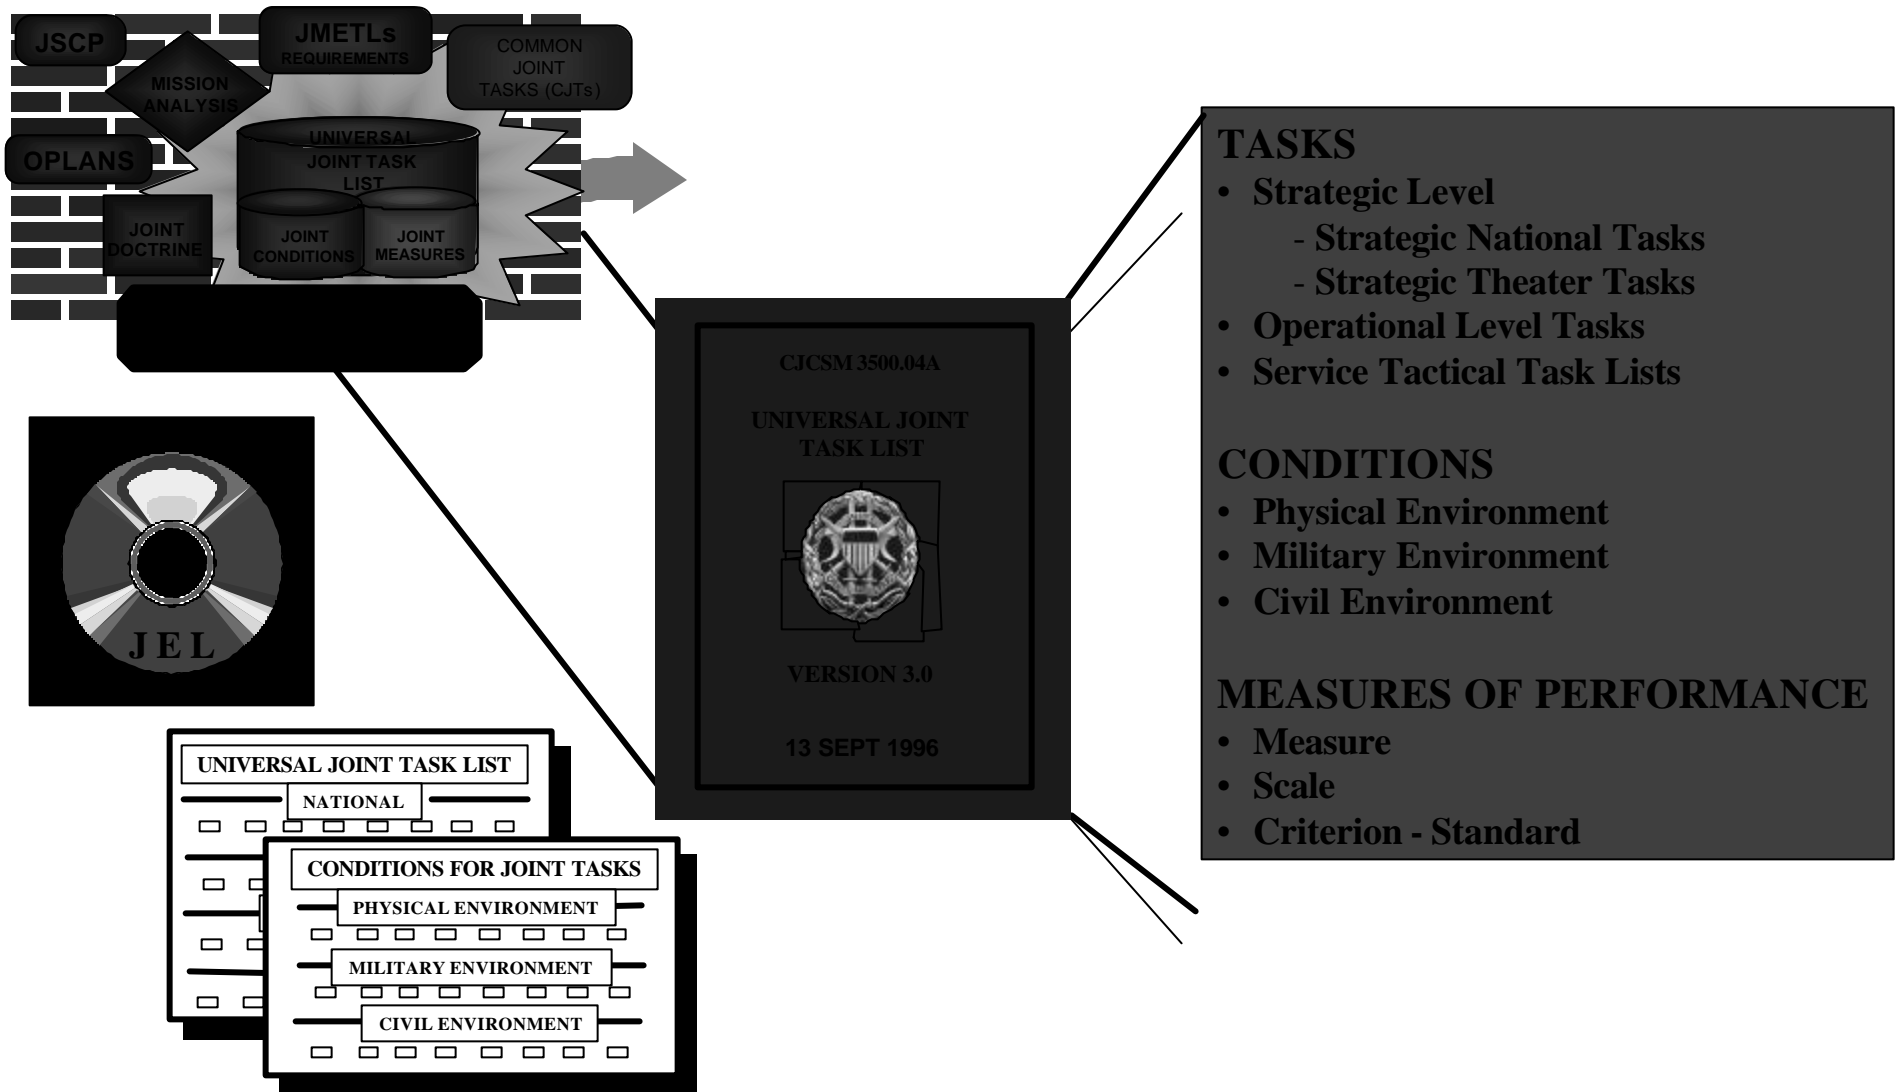 JSCP
JMETLs
REQUIREMENTS
COMMON
JOINT
TASKS (CJTs)
MISSION
ANALYSIS
OPLANS
UNIVERSAL
JOINT TASK
LIST
JOINT
DOCTRINE
JOINT
CONDITIONS
JOINT
MEASURES
J E L
UNIVERSAL JOINT TASK LIST
NATIONAL
CONDITIONS FOR JOINT TASKS
PHYSICAL ENVIRONMENT
MILITARY ENVIRONMENT
CIVIL ENVIRONMENT
CJCSM 3500.04A
UNIVERSAL JOINT
TASK LIST
VERSION 3.0
13 SEPT 1996
TASKS
• Strategic Level
- Strategic National Tasks
- Strategic Theater Tasks
• Operational Level Tasks
• Service Tactical Task Lists
CONDITIONS
• Physical Environment
• Military Environment
• Civil Environment
MEASURES OF PERFORMANCE
• Measure
• Scale
• Criterion - Standard